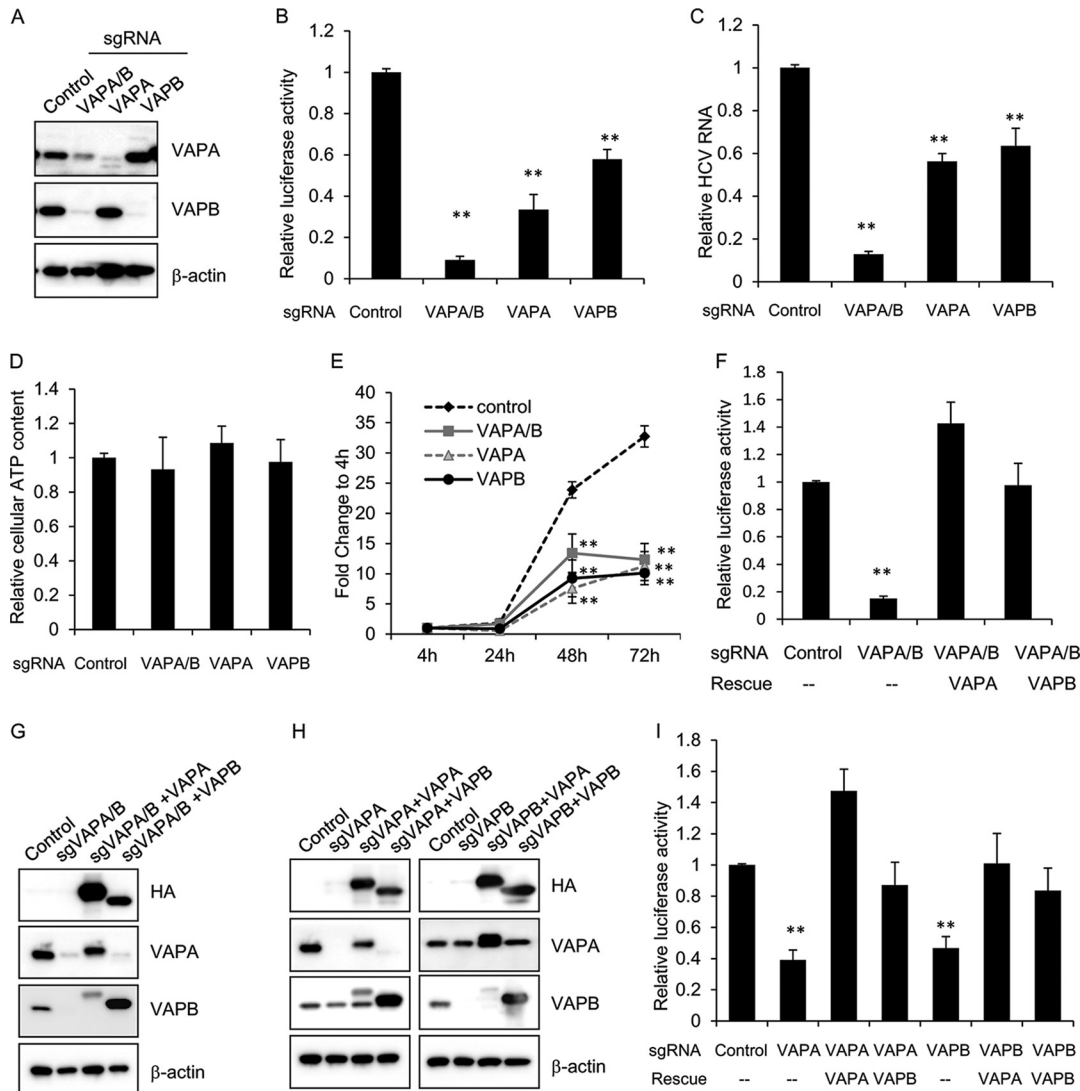 A
sgRNA
Control
VAPA/B
VAPA
VAPB
VAPA
VAPB
β-actin
B
Relative luciferase activity
1.2
1
0.8
0.6
0.4
0.2
0
**
**
**
sgRNA Control VAPA/B VAPA VAPB
C
Relative HCV RNA
1.2
1
0.8
0.6
0.4
0.2
0
**
**
**
sgRNA Control VAPA/B VAPA VAPB
D
Relative cellular ATP content
1.4
1.2
1
0.8
0.6
0.4
0.2
0
sgRNA Control VAPA/B VAPA VAPB
E
Fold Change to 4h
40
35
30
25
20
15
10
5
0
control
VAPA/B
VAPA
VAPB
**
**
**
**
**
**
4h 24h 48h 72h
F
Relative luciferase activity
1.8
1.6
1.4
1.2
1
0.8
0.6
0.4
0.2
0
**
sgRNA Control VAPA/B VAPA/B VAPA/B
Rescue -- -- VAPA VAPB
G
Control
sgVAPA/B
sgVAPA/B +VAPA
sgVAPA/B +VAPB
HA
VAPA
VAPB
β-actin
H
Control
sgVAPA
sgVAPA+VAPA
sgVAPA+VAPB
Control
sgVAPB
sgVAPB+VAPA
sgVAPB+VAPB
HA
VAPA
VAPB
β-actin
I
Relative luciferase activity
1.8
1.6
1.4
1.2
1
0.8
0.6
0.4
0.2
0
**
**
sgRNA Control VAPA VAPA VAPA VAPB VAPB VAPB
Rescue -- -- VAPA VAPB -- VAPA VAPB